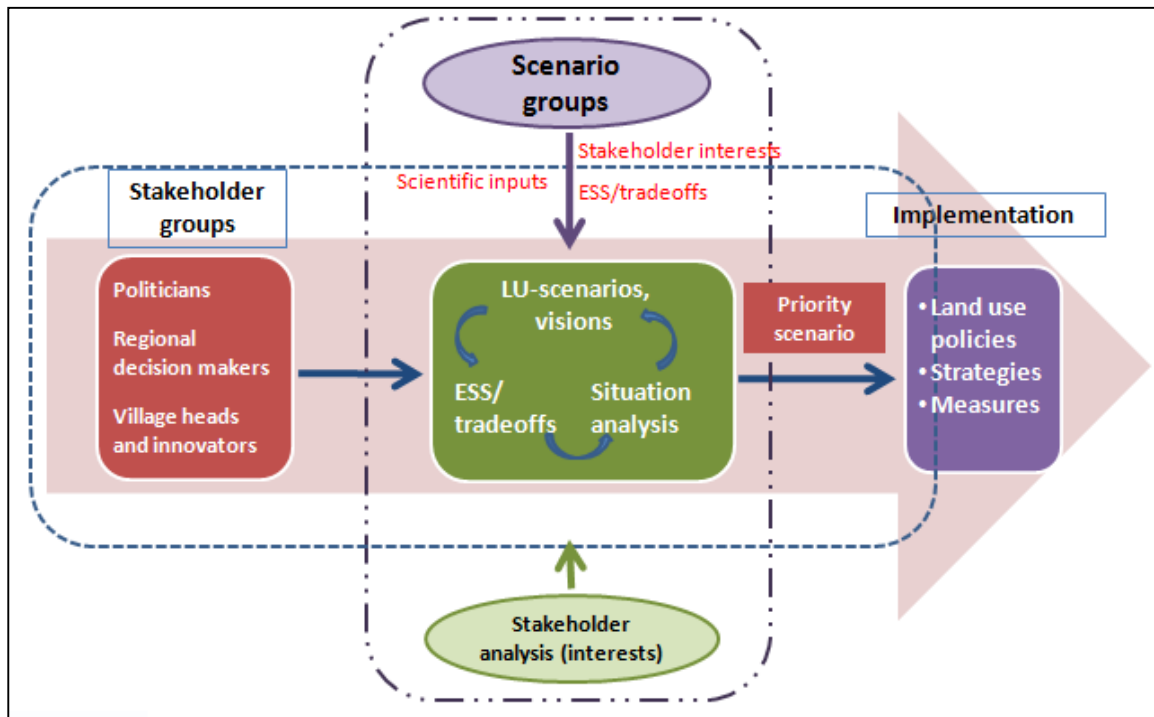 Scenario
groups
Stakeholder interests
Scientific inputs
ESS/tradeoffs
Stakeholder
groups
Implementation
Politicians
Regional
decision makers
Village heads
and innovators
LU-scenarios,
visions
ESS/
tradeoffs
Situation
analysis
Priority
scenario
• Land use
policies
• Strategies
• Measures
Stakeholder
analysis (interests)